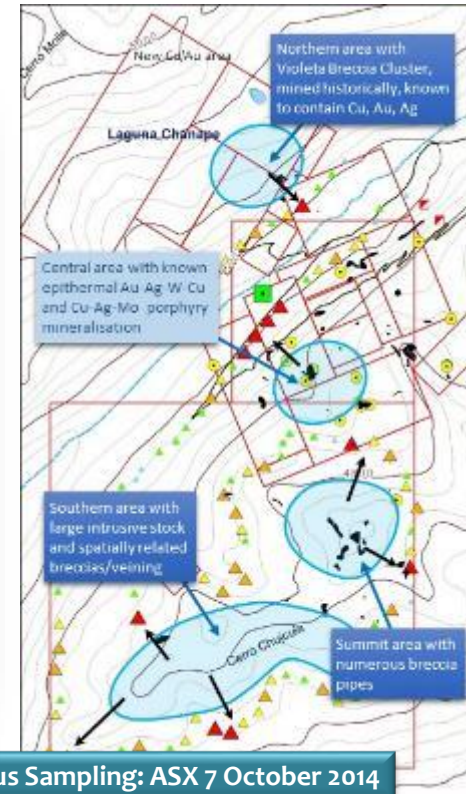 New Cu/Au area
Northern area with
Violeta Breccia Cluster,
mined historically, known
to contain Cu, Au, Ag
Laguna Chanape
Central area with known
epithermal Au-Ag-W-Cu
and Cu-Ag-Mo porphyry
mineralisation
Southern area with
large intrusive stock
and spatially related
breccias/veining
Cerro
Summit area with
numerous breccia
pipes
us Sampling: ASX 7 October 2014